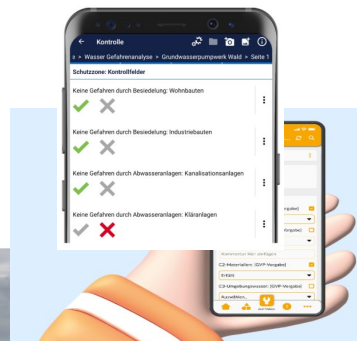 Kontrolle
» Wasser Gefahrenanalyse » Grundwasserpumpwerk Wald » Seite 1
Schutzzone: Kontrollfelder
Keine Gefahren durch Besiedelung: Wohnbauten
Keine Gefahren durch Besiedelung: Industriebauten
Keine Gefahren durch Abwasseranlagen: Kanalisationsanlagen
Keine Gefahren durch Abwasseranlagen: Kläranlagen
C2-Materialien: [GVP-Vorgabe]
C3-Umgebungswasser: [GVP-Vorgabe]
Auswählen...